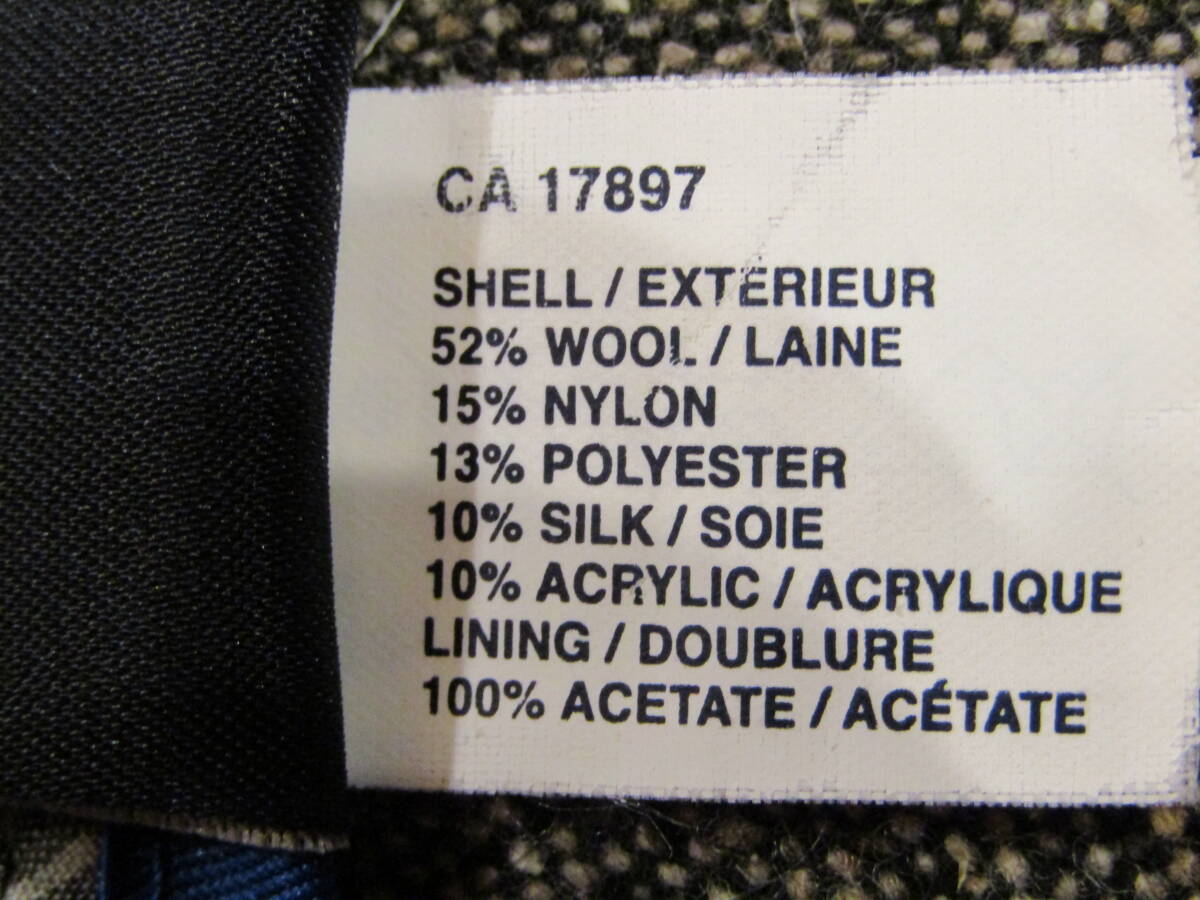 CA 17897
SHELL / EXTÉRIEUR
52% WOOL / LAINE
15% NYLON
13% POLYESTER
10% SILK / SOIE
10% ACRYLIC / ACRYLIQUE
LINING / DOUBLURE
100% ACETATE / ACÉTATE